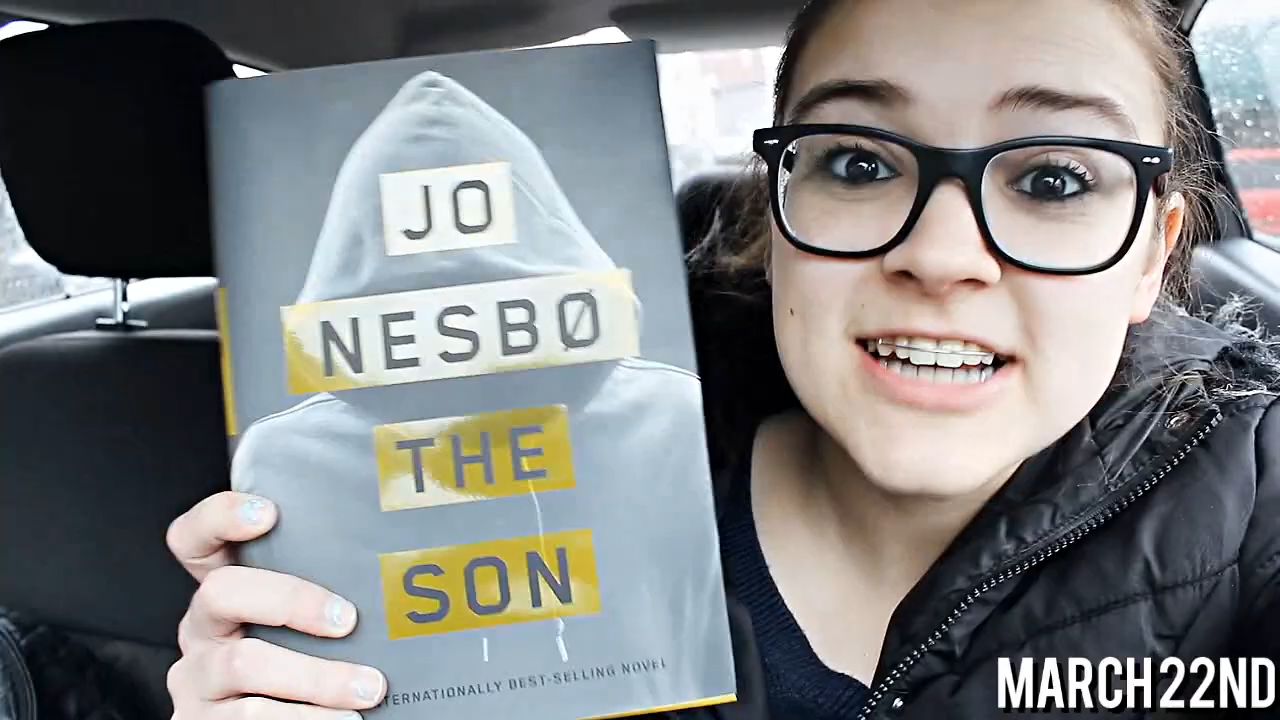 JO
NESBØ
THE
SON
TERNATIONALLY BEST-SELLING NOVEL
MARCH 22ND